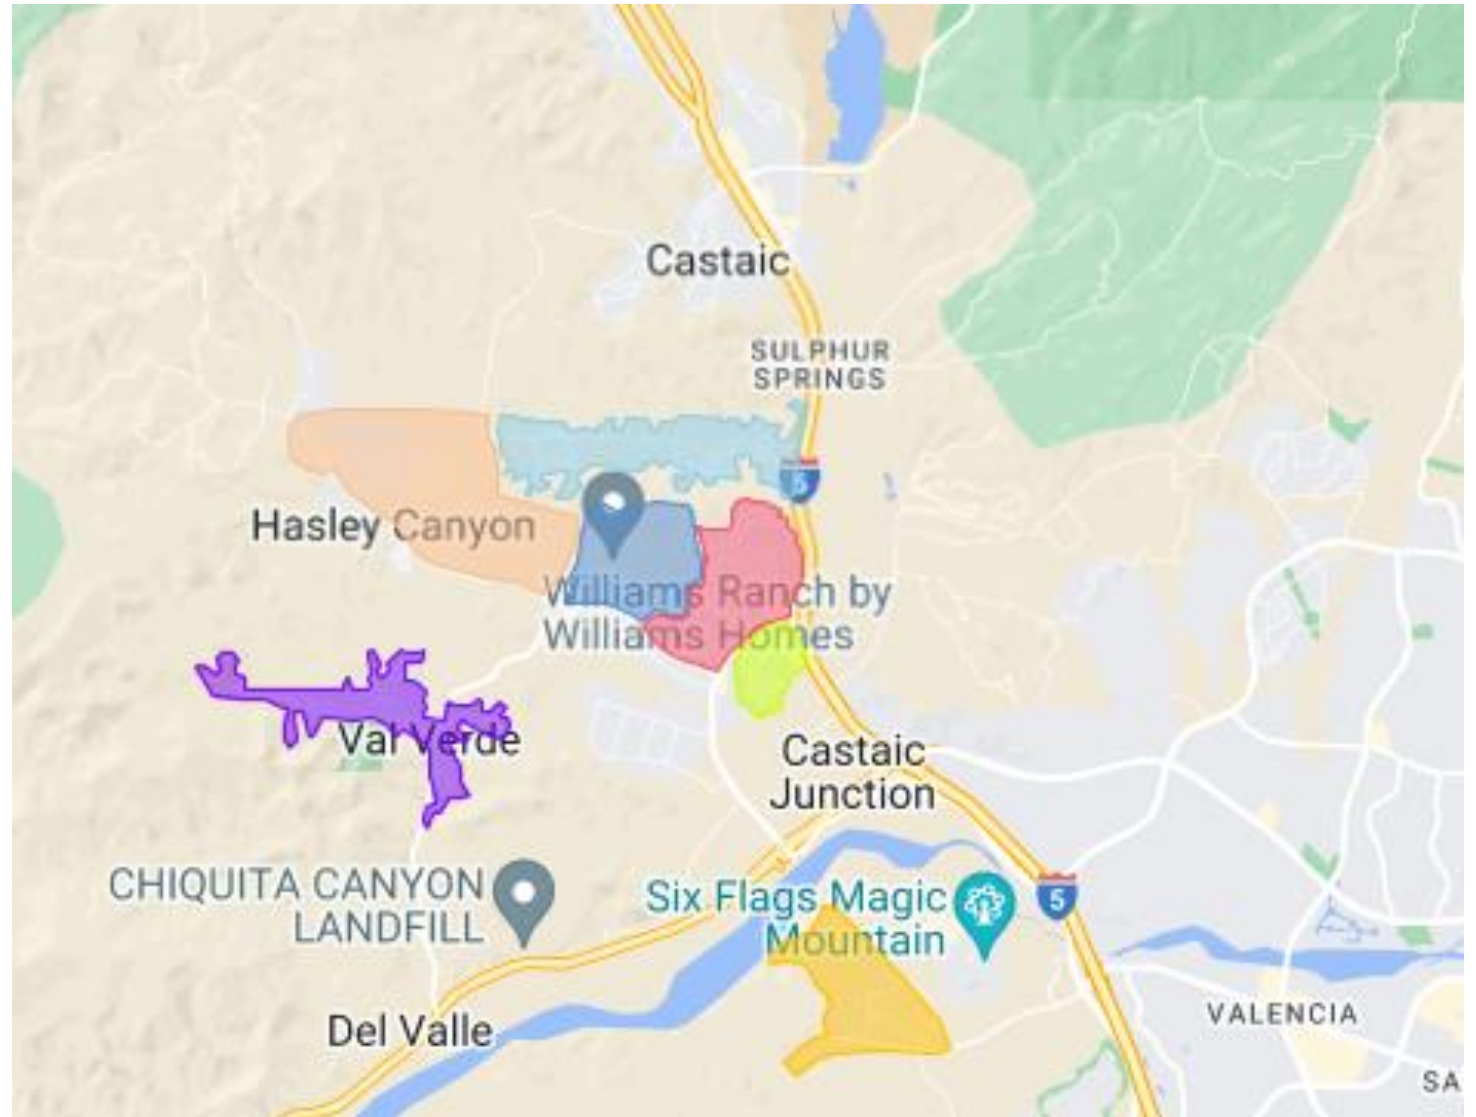 Castaic
SULPHUR
SPRINGS
5
Hasley Canyon
Williams Ranch by
Williams Homes
Val Verde
Castaic
Junction
CHIQUITA CANYON
LANDFILL
Six Flags Magic
Mountain
5
Del Valle
VALENCIA
SA